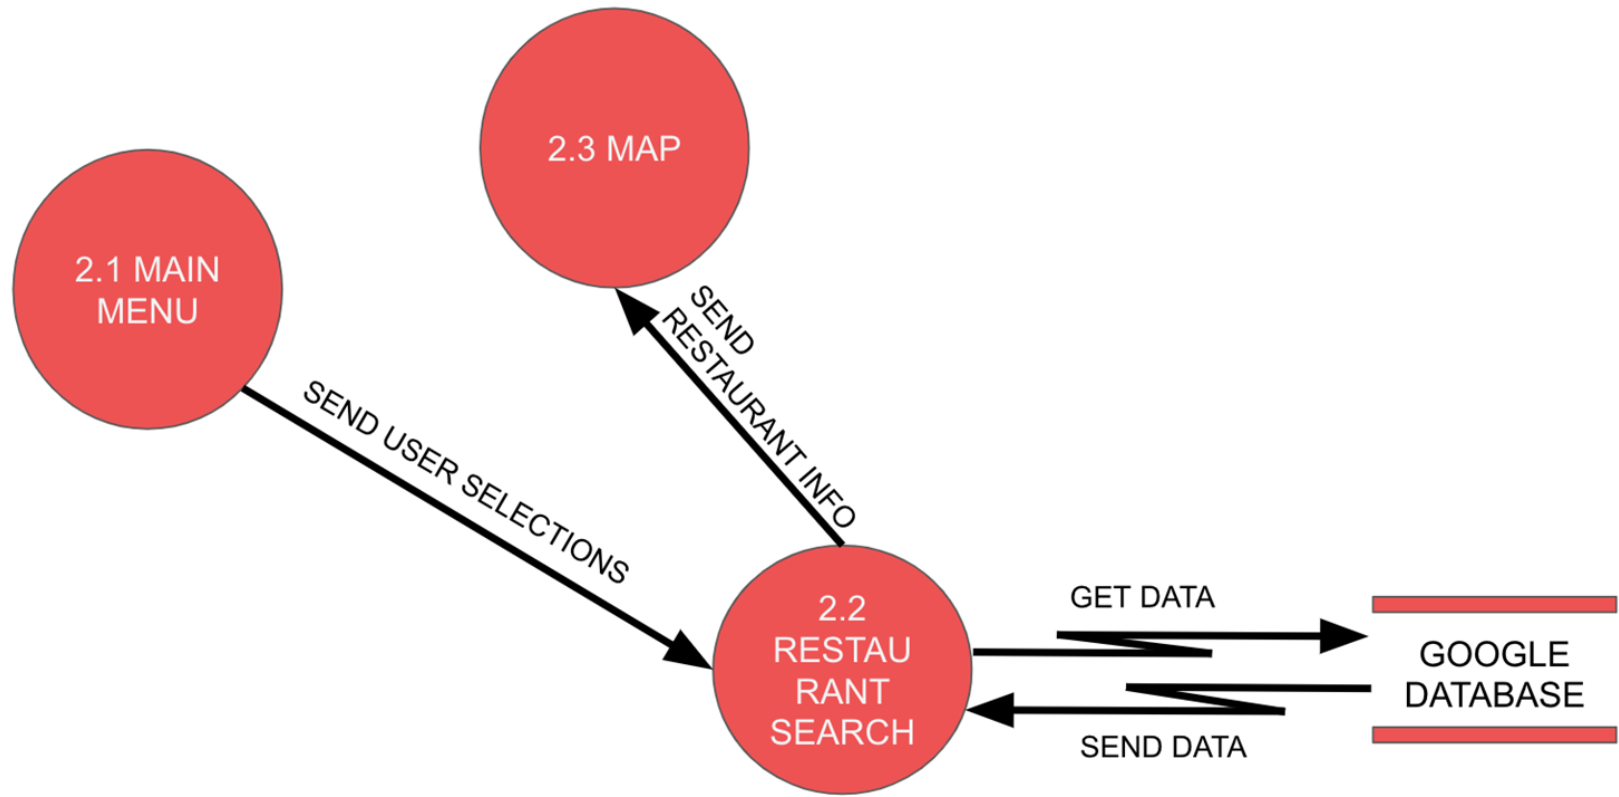 2.3 MAP
2.1 MAIN
MENU
SEND
RESTAURANT INFO
SEND USER SELECTIONS
2.2
RESTAU
RANT
SEARCH
GET DATA
GOOGLE
DATABASE
SEND DATA